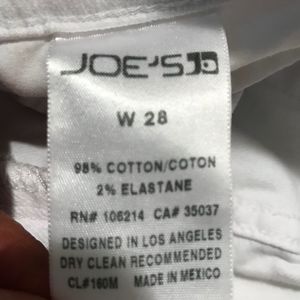 JOE'S
W 28
98% COTTON/COTON
2% ELASTANE
RN# 106214 CA# 35037
DESIGNED IN LOS ANGELES
DRY CLEAN RECOMMENDED
CL#160M MADE IN MEXICO